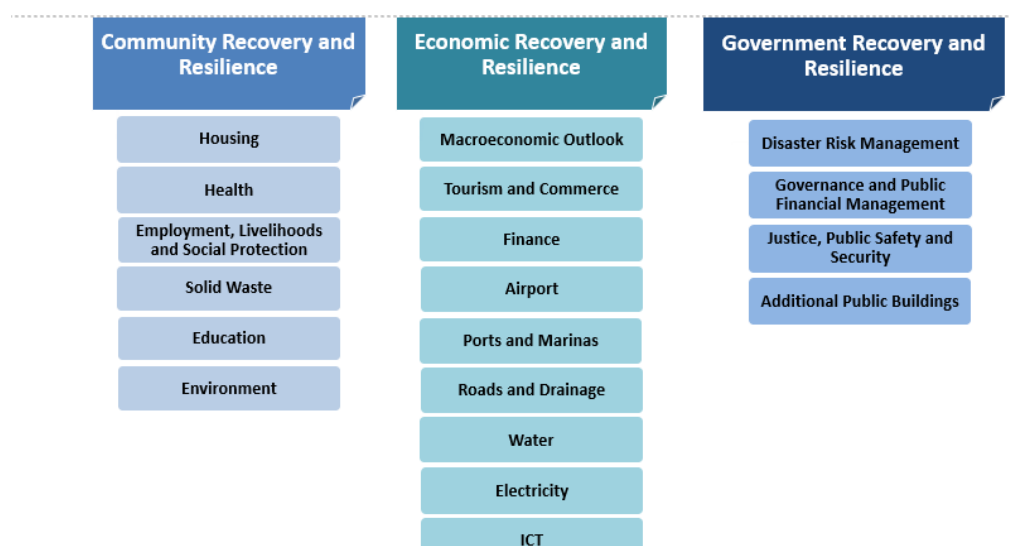 Community Recovery and
Resilience
Housing
Health
Employment, Livelihoods
and Social Protection
Solid Waste
Education
Environment
Economic Recovery and
Resilience
Macroeconomic Outlook
Tourism and Commerce
Finance
Airport
Ports and Marinas
Roads and Drainage
Water
Electricity
ICT
Government Recovery and
Resilience
Disaster Risk Management
Governance and Public
Financial Management
Justice, Public Safety and
Security
Additional Public Buildings